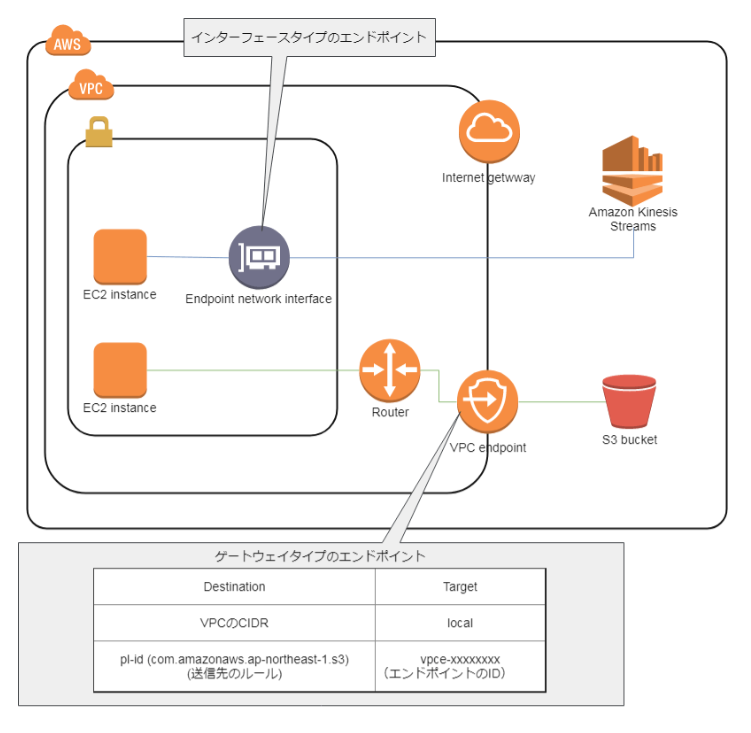 インターフェースタイプのエンドポイント
AWS
VPC
Internet getwway
Amazon Kinesis
Streams
EC2 instance
Endpoint network interface
EC2 instance
Router
VPC endpoint
S3 bucket
ゲートウェイタイプのエンドポイント
Destination Target
VPCのCIDR local
pl-id (com.amazonaws.ap-northeast-1.s3) vpce-xxxxxxxx
(送信先のルール) （エンドポイントのID）